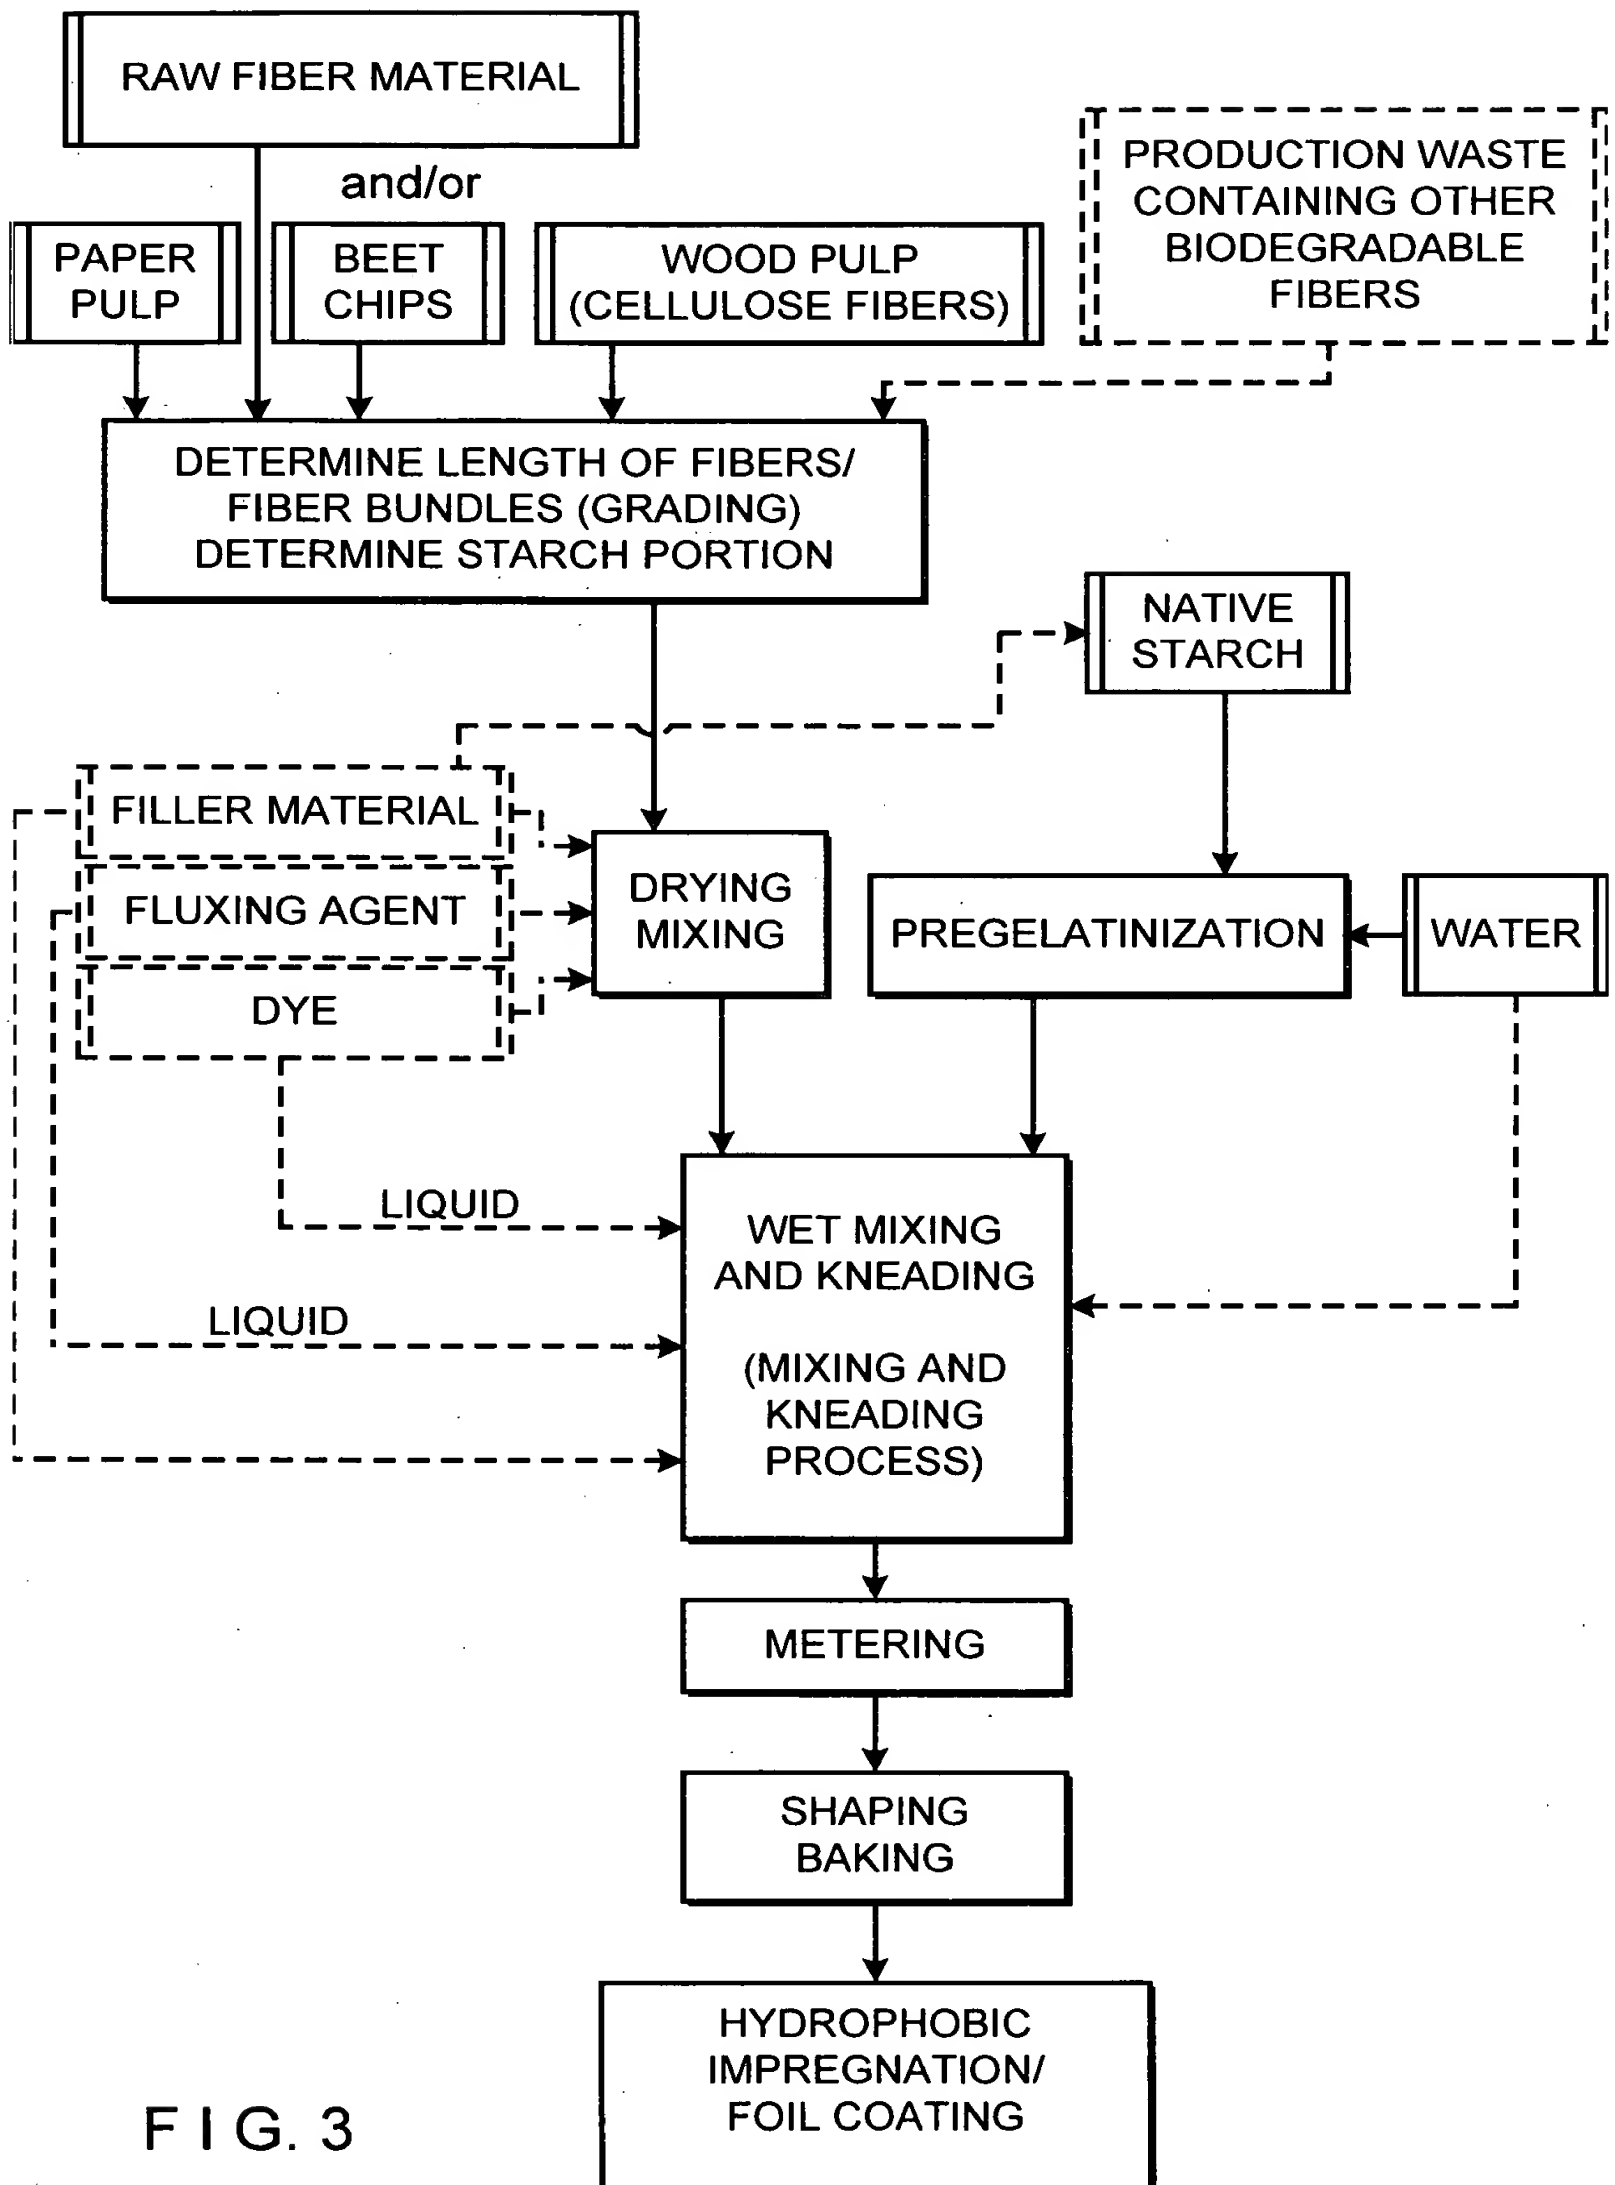 RAW FIBER MATERIAL
and/or
PAPER
PULP
BEET
CHIPS
WOOD PULP
(CELLULOSE FIBERS)
PRODUCTION WASTE
CONTAINING OTHER
BIODEGRADABLE
FIBERS
DETERMINE LENGTH OF FIBERS/
FIBER BUNDLES (GRADING)
DETERMINE STARCH PORTION
NATIVE
STARCH
FILLER MATERIAL
FLUXING AGENT
DYE
DRYING
MIXING
PREGELATINIZATION
WATER
LIQUID
LIQUID
WET MIXING
AND KNEADING
(MIXING AND
KNEADING
PROCESS)
METERING
SHAPING
BAKING
HYDROPHOBIC
IMPREGNATION/
FOIL COATING
FIG. 3